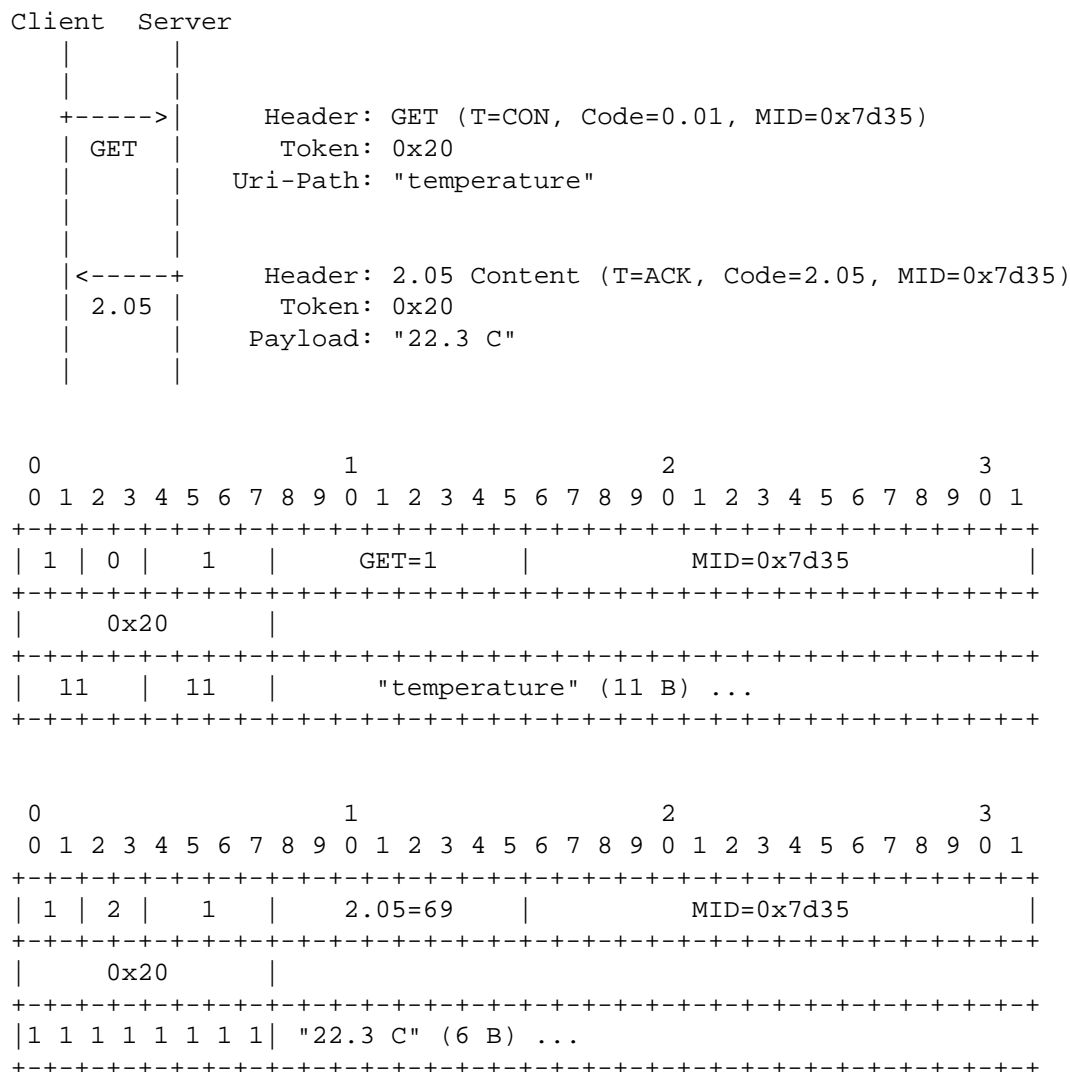 Client  Server
   |      |
   |      |
   +----->|     Header: GET (T=CON, Code=0.01, MID=0x7d35)
   | GET  |      Token: 0x20
   |      |   Uri-Path: "temperature"
   |      |
   |      |
   |<-----+     Header: 2.05 Content (T=ACK, Code=2.05, MID=0x7d35)
   | 2.05 |      Token: 0x20
   |      |    Payload: "22.3 C"
   |      |

 0                   1                   2                   3
 0 1 2 3 4 5 6 7 8 9 0 1 2 3 4 5 6 7 8 9 0 1 2 3 4 5 6 7 8 9 0 1
+-+-+-+-+-+-+-+-+-+-+-+-+-+-+-+-+-+-+-+-+-+-+-+-+-+-+-+-+-+-+-+-+
| 1 | 0 |   1   |     GET=1     |          MID=0x7d35           |
+-+-+-+-+-+-+-+-+-+-+-+-+-+-+-+-+-+-+-+-+-+-+-+-+-+-+-+-+-+-+-+-+
|     0x20      |
+-+-+-+-+-+-+-+-+-+-+-+-+-+-+-+-+-+-+-+-+-+-+-+-+-+-+-+-+-+-+-+-+
|  11   |  11   |      "temperature" (11 B) ...
+-+-+-+-+-+-+-+-+-+-+-+-+-+-+-+-+-+-+-+-+-+-+-+-+-+-+-+-+-+-+-+-+

 0                   1                   2                   3
 0 1 2 3 4 5 6 7 8 9 0 1 2 3 4 5 6 7 8 9 0 1 2 3 4 5 6 7 8 9 0 1
+-+-+-+-+-+-+-+-+-+-+-+-+-+-+-+-+-+-+-+-+-+-+-+-+-+-+-+-+-+-+-+-+
| 1 | 2 |   1   |    2.05=69    |          MID=0x7d35           |
+-+-+-+-+-+-+-+-+-+-+-+-+-+-+-+-+-+-+-+-+-+-+-+-+-+-+-+-+-+-+-+-+
|     0x20      |
+-+-+-+-+-+-+-+-+-+-+-+-+-+-+-+-+-+-+-+-+-+-+-+-+-+-+-+-+-+-+-+-+
|1 1 1 1 1 1 1 1| "22.3 C" (6 B) ...
+-+-+-+-+-+-+-+-+-+-+-+-+-+-+-+-+-+-+-+-+-+-+-+-+-+-+-+-+-+-+-+-+